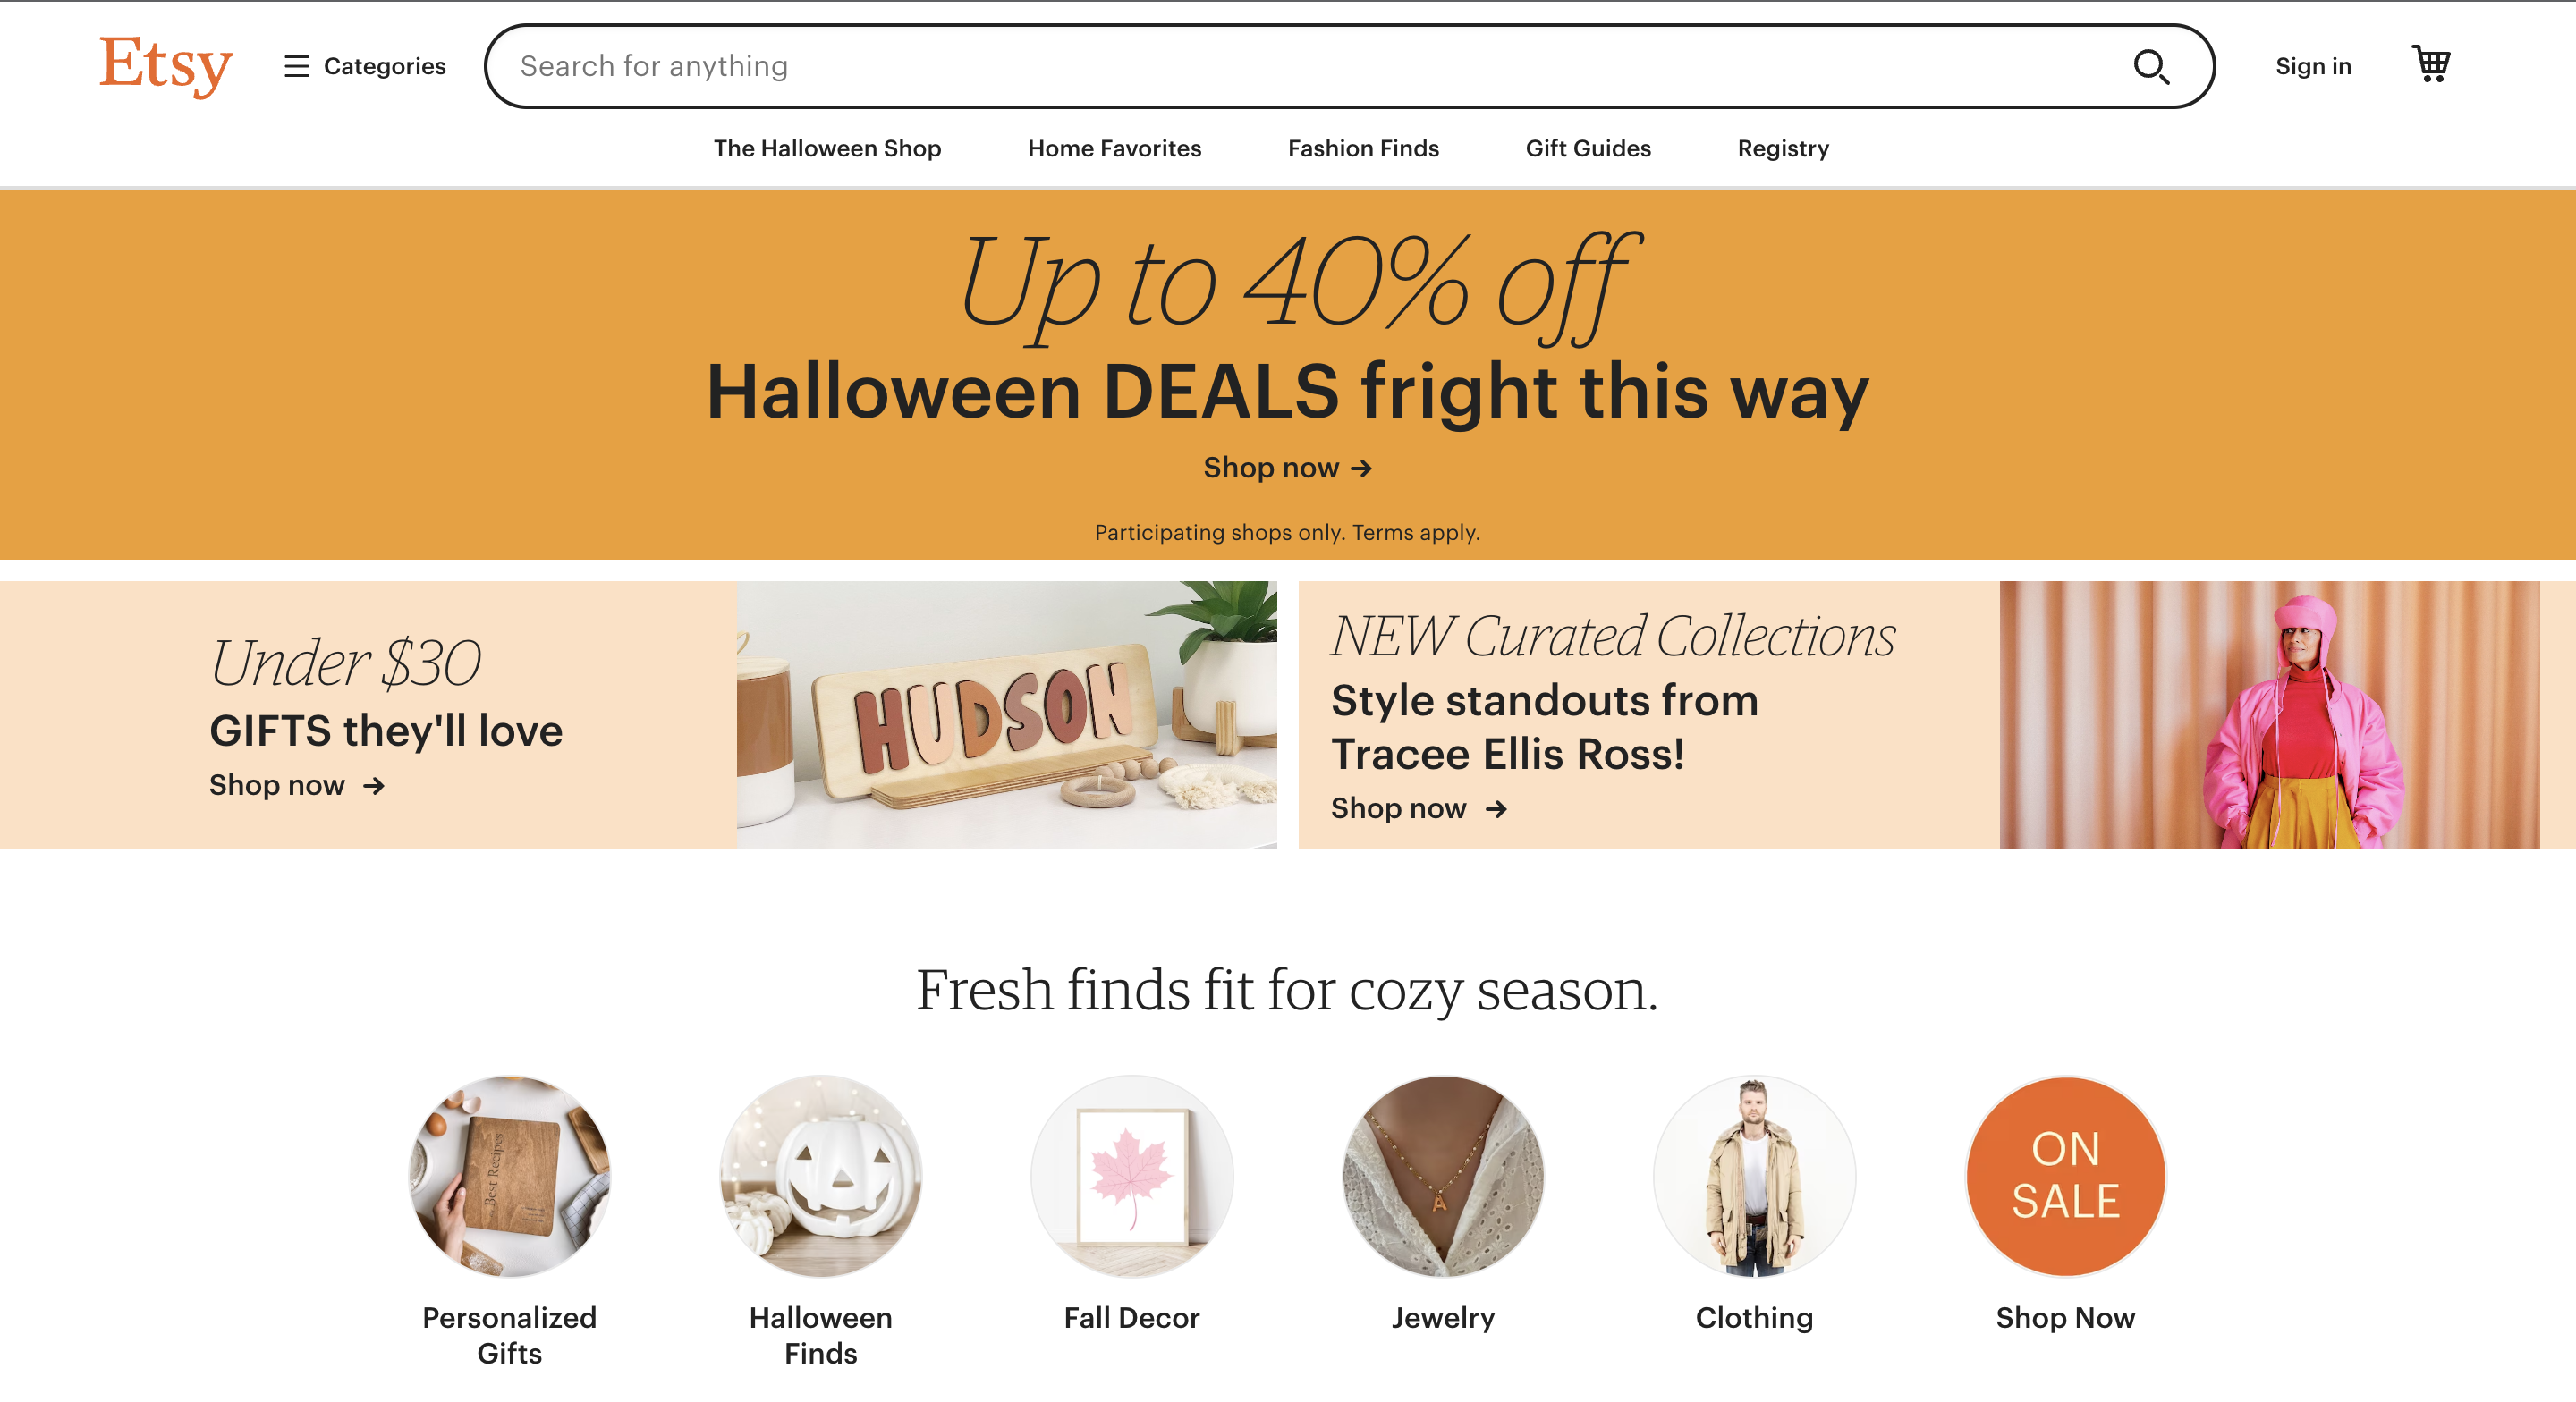 Etsy
Categories
Search for anything
Sign in
The Halloween Shop
Home Favorites
Fashion Finds
Gift Guides
Registry
Up to 40% off
Halloween DEALS fright this way
Shop now →
Participating shops only. Terms apply.
Under $30
GIFTS they'll love
Shop now →
HUDSON
NEW Curated Collections
Style standouts from
Tracee Ellis Ross!
Shop now →
Fresh finds fit for cozy season.
Best Recipes
A
ON
SALE
Personalized
Gifts
Halloween
Finds
Fall Decor
Jewelry
Clothing
Shop Now